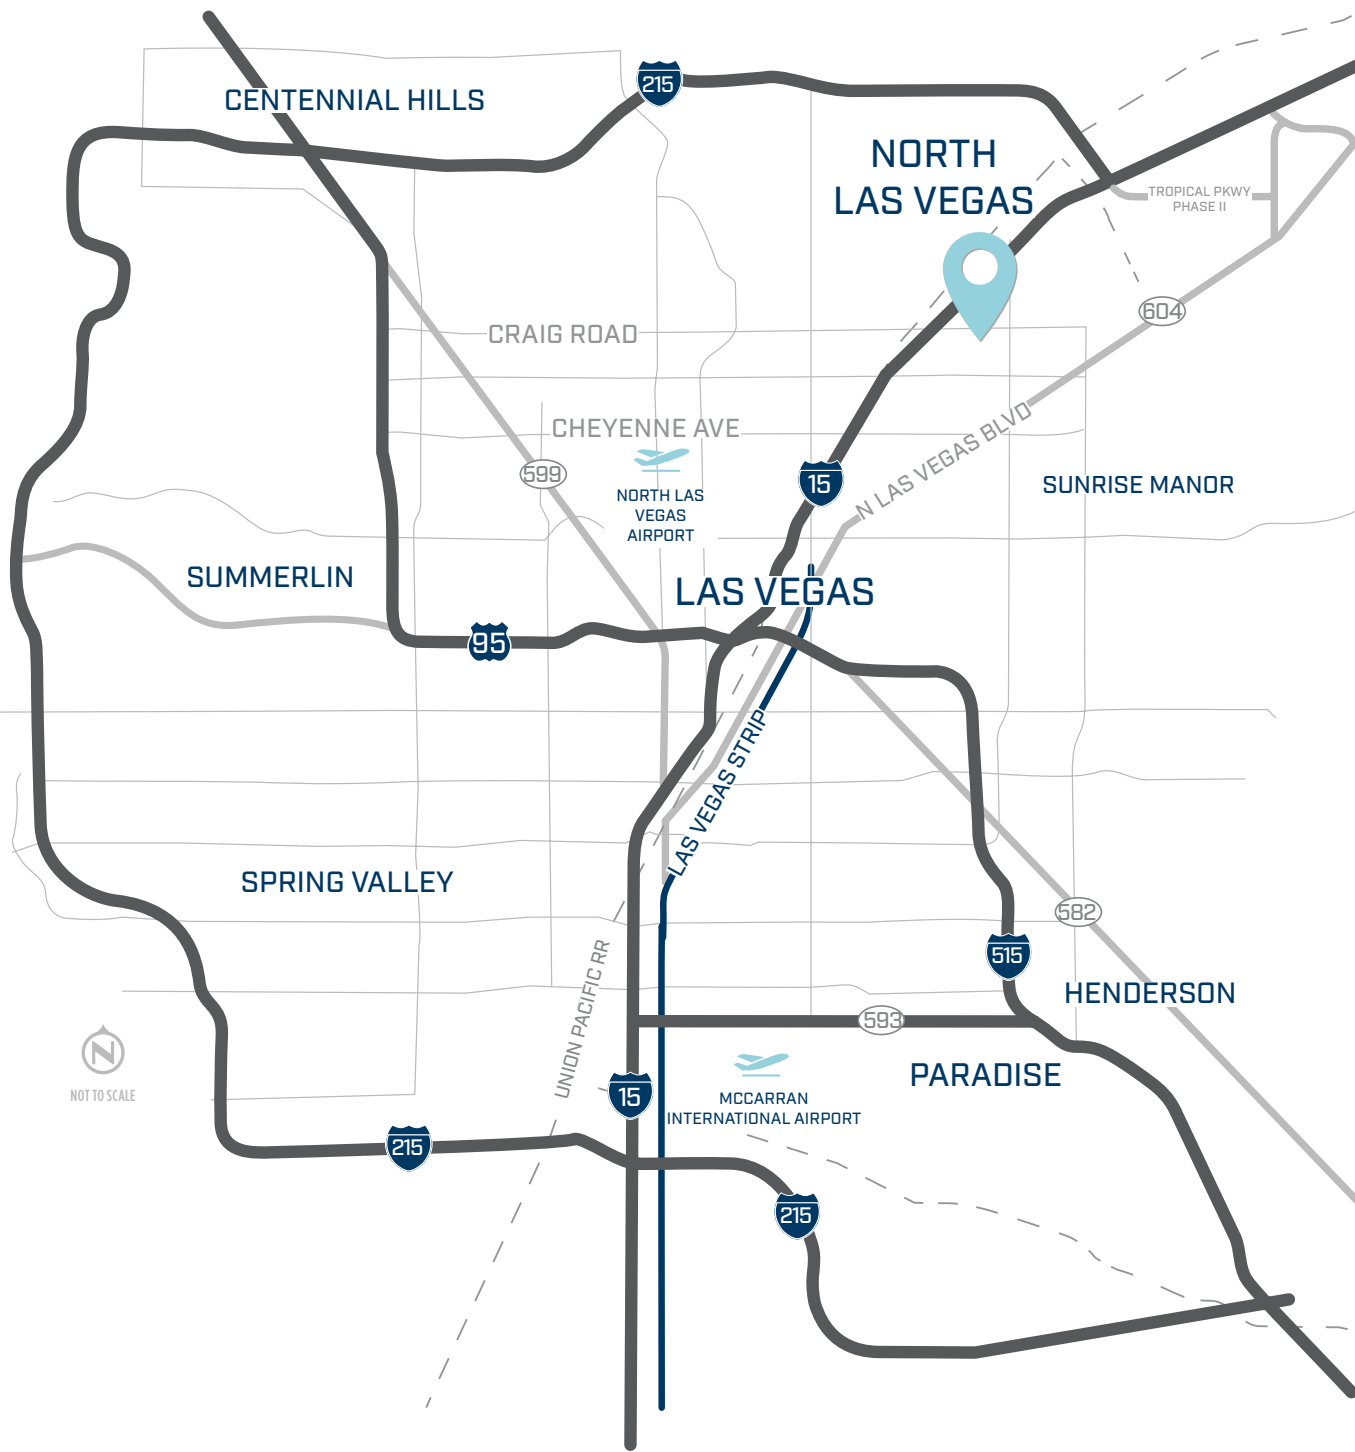 215
CENTENNIAL HILLS
NORTH
LAS VEGAS
TROPICAL PKWY
PHASE II
604
CRAIG ROAD
CHEYENNE AVE
N LAS VEGAS BLVD
599
15
SUNRISE MANOR
NORTH LAS
VEGAS
AIRPORT
SUMMERLIN
LAS VEGAS
95
LAS VEGAS STRIP
SPRING VALLEY
582
515
UNION PACIFIC RR
HENDERSON
593
N
NOT TO SCALE
PARADISE
15
MCCARRAN
INTERNATIONAL AIRPORT
215
215